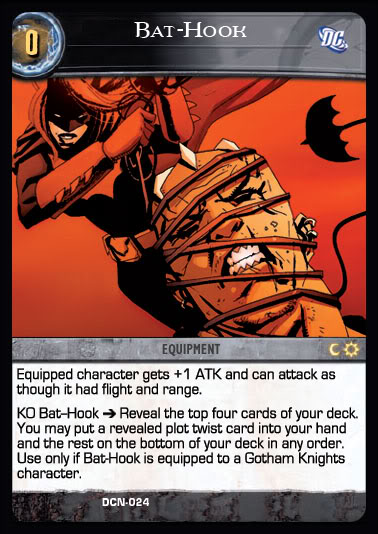 0
BAT-HOOK
DC
EQUIPMENT
Equipped character gets +1 ATK and can attack as
though it had flight and range.
KO Bat-Hook ➔ Reveal the top four cards of your deck.
You may put a revealed plot twist card into your hand
and the rest on the bottom of your deck in any order.
Use only if Bat-Hook is equipped to a Gotham Knights
character.
DCN-024